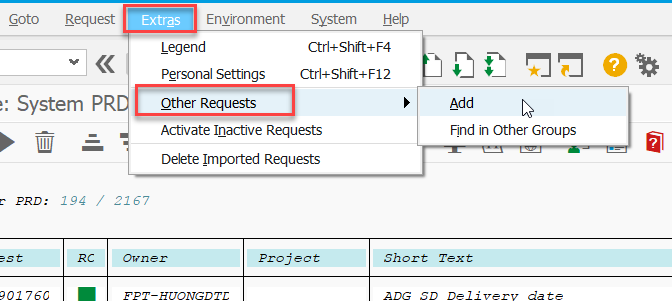 Goto Request Extras Environment System Help
Legend Ctrl+Shift+F4
Personal Settings Ctrl+Shift+F12
e: System PRD
Other Requests Add
Activate Inactive Requests Find in Other Groups
Delete Imported Requests
r PRD: 194 / 2167
est RC Owner Project Short Text
901760 FPT-HUONGDTD ADG SD Delivery date